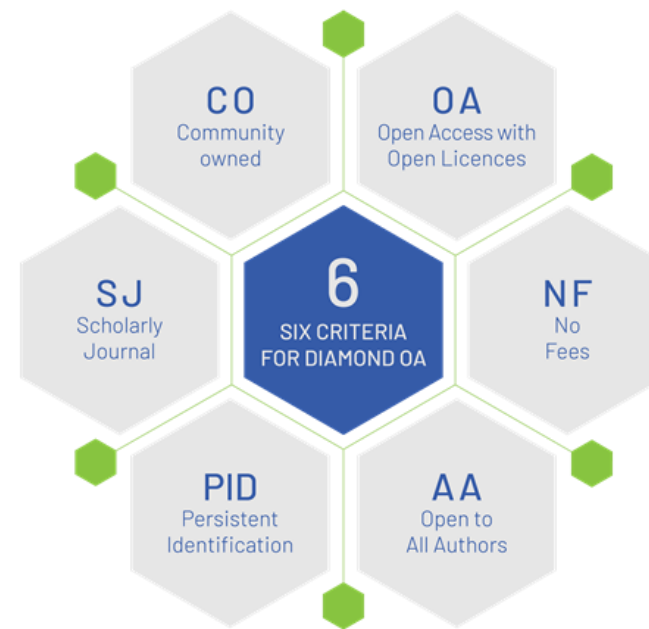 CO
Community
owned
OA
Open Access with
Open Licences
SJ
Scholarly
Journal
6
SIX CRITERIA
FOR DIAMOND OA
NF
No
Fees
PID
Persistent
Identification
AA
Open to
All Authors